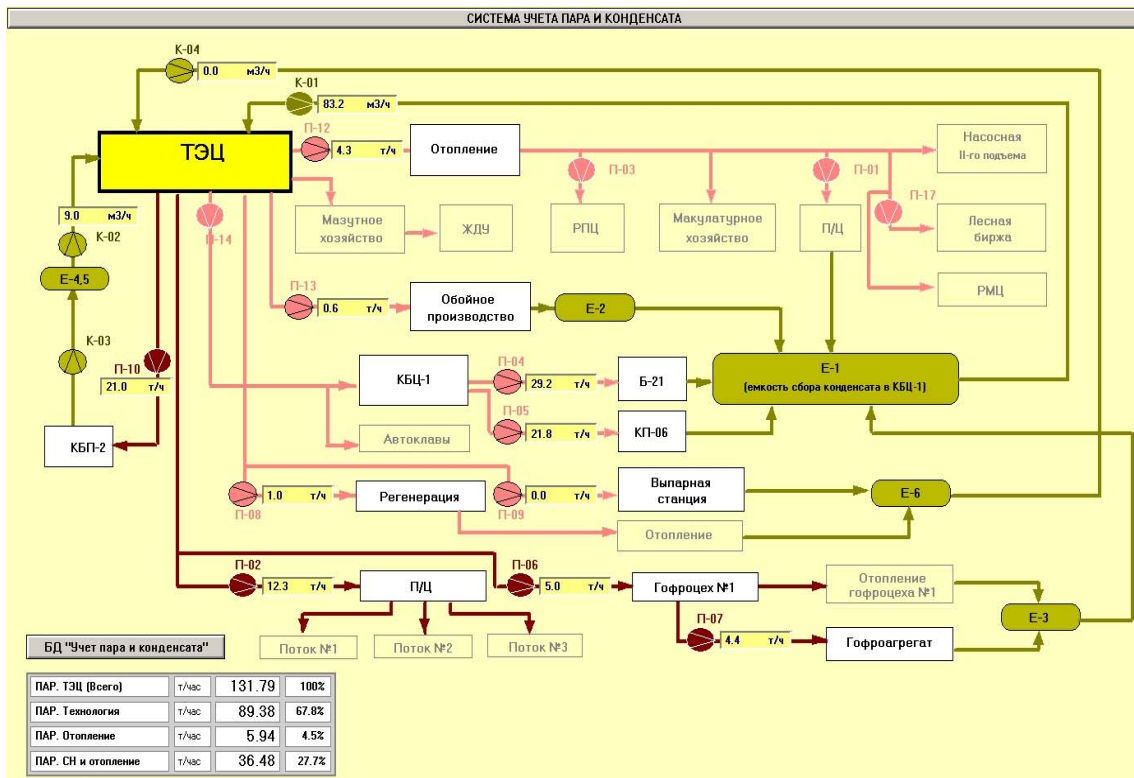 СИСТЕМА УЧЕТА ПАРА И КОНДЕНСАТА
К-04
0.0 м3/ч
К-01
83.2 м3/ч
ТЭЦ
П-12
4.3 т/ч
Отопление
П-03
П-01
Насосная
II-го подъема
П-17
9.0 м3/ч
К-02
П-14
Мазутное
хозяйство
ЖДУ
РПЦ
Макулатурное
хозяйство
П/Ц
Лесная
биржа
Е-4,5
П-13
0.6 т/ч
Обойное
производство
Е-2
РМЦ
К-03
П-10
21.0 т/ч
КБЦ-1
П-04
29.2 т/ч
Б-21
Е-1
(емкость сбора конденсата в КБЦ-1)
П-05
21.8 т/ч
КП-06
КБП-2
Автоклавы
П-08
1.0 т/ч
Регенерация
П-09
0.0 т/ч
Выпарная
станция
Е-6
Отопление
П-02
12.3 т/ч
П/Ц
П-06
5.0 т/ч
Гофроцех №1
Отопление
гофроцеха №1
Е-3
П-07
4.4 т/ч
Гофроагрегат
Поток №1
Поток №2
Поток №3
БД "Учет пара и конденсата"
ПАР. ТЭЦ (Всего) т/час 131.79 100%
ПАР. Технология т/час 89.38 67.8%
ПАР. Отопление т/час 5.94 4.5%
ПАР. СН и отопление т/час 36.48 27.7%